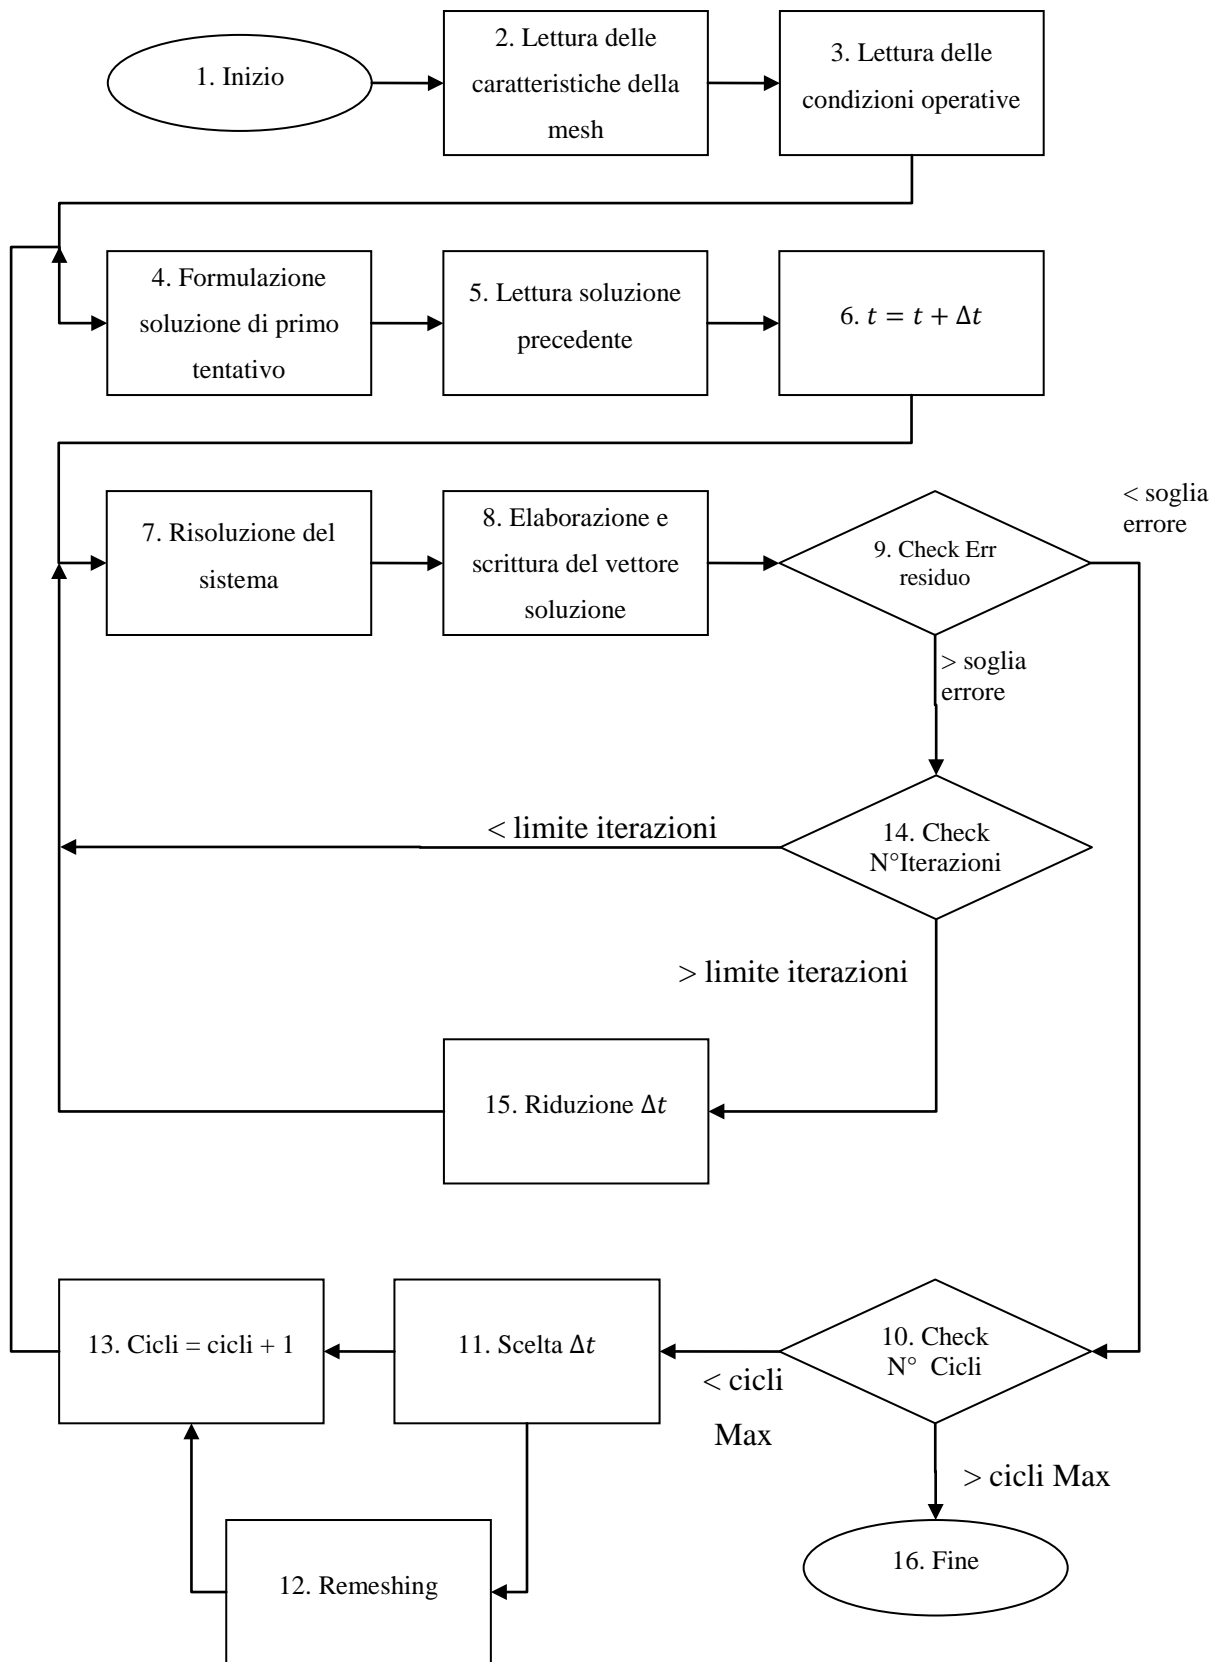 1. Inizio
2. Lettura delle
caratteristiche della
mesh
3. Lettura delle
condizioni operative
4. Formulazione
soluzione di primo
tentativo
5. Lettura soluzione
precedente
6. 𝑡 = 𝑡 + Δ𝑡
7. Risoluzione del
sistema
8. Elaborazione e
scrittura del vettore
soluzione
9. Check Err
residuo
< soglia
errore
> soglia
errore
14. Check
N°Iterazioni
< limite iterazioni
> limite iterazioni
15. Riduzione Δ𝑡
13. Cicli = cicli + 1
11. Scelta Δ𝑡
10. Check
N° Cicli
< cicli
Max
> cicli Max
12. Remeshing
16. Fine